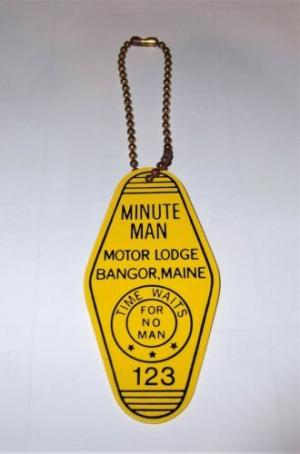 MINUTE
MAN
MOTOR LODGE
BANGOR, MAINE
TIME WAITS
FOR
NO
MAN
123